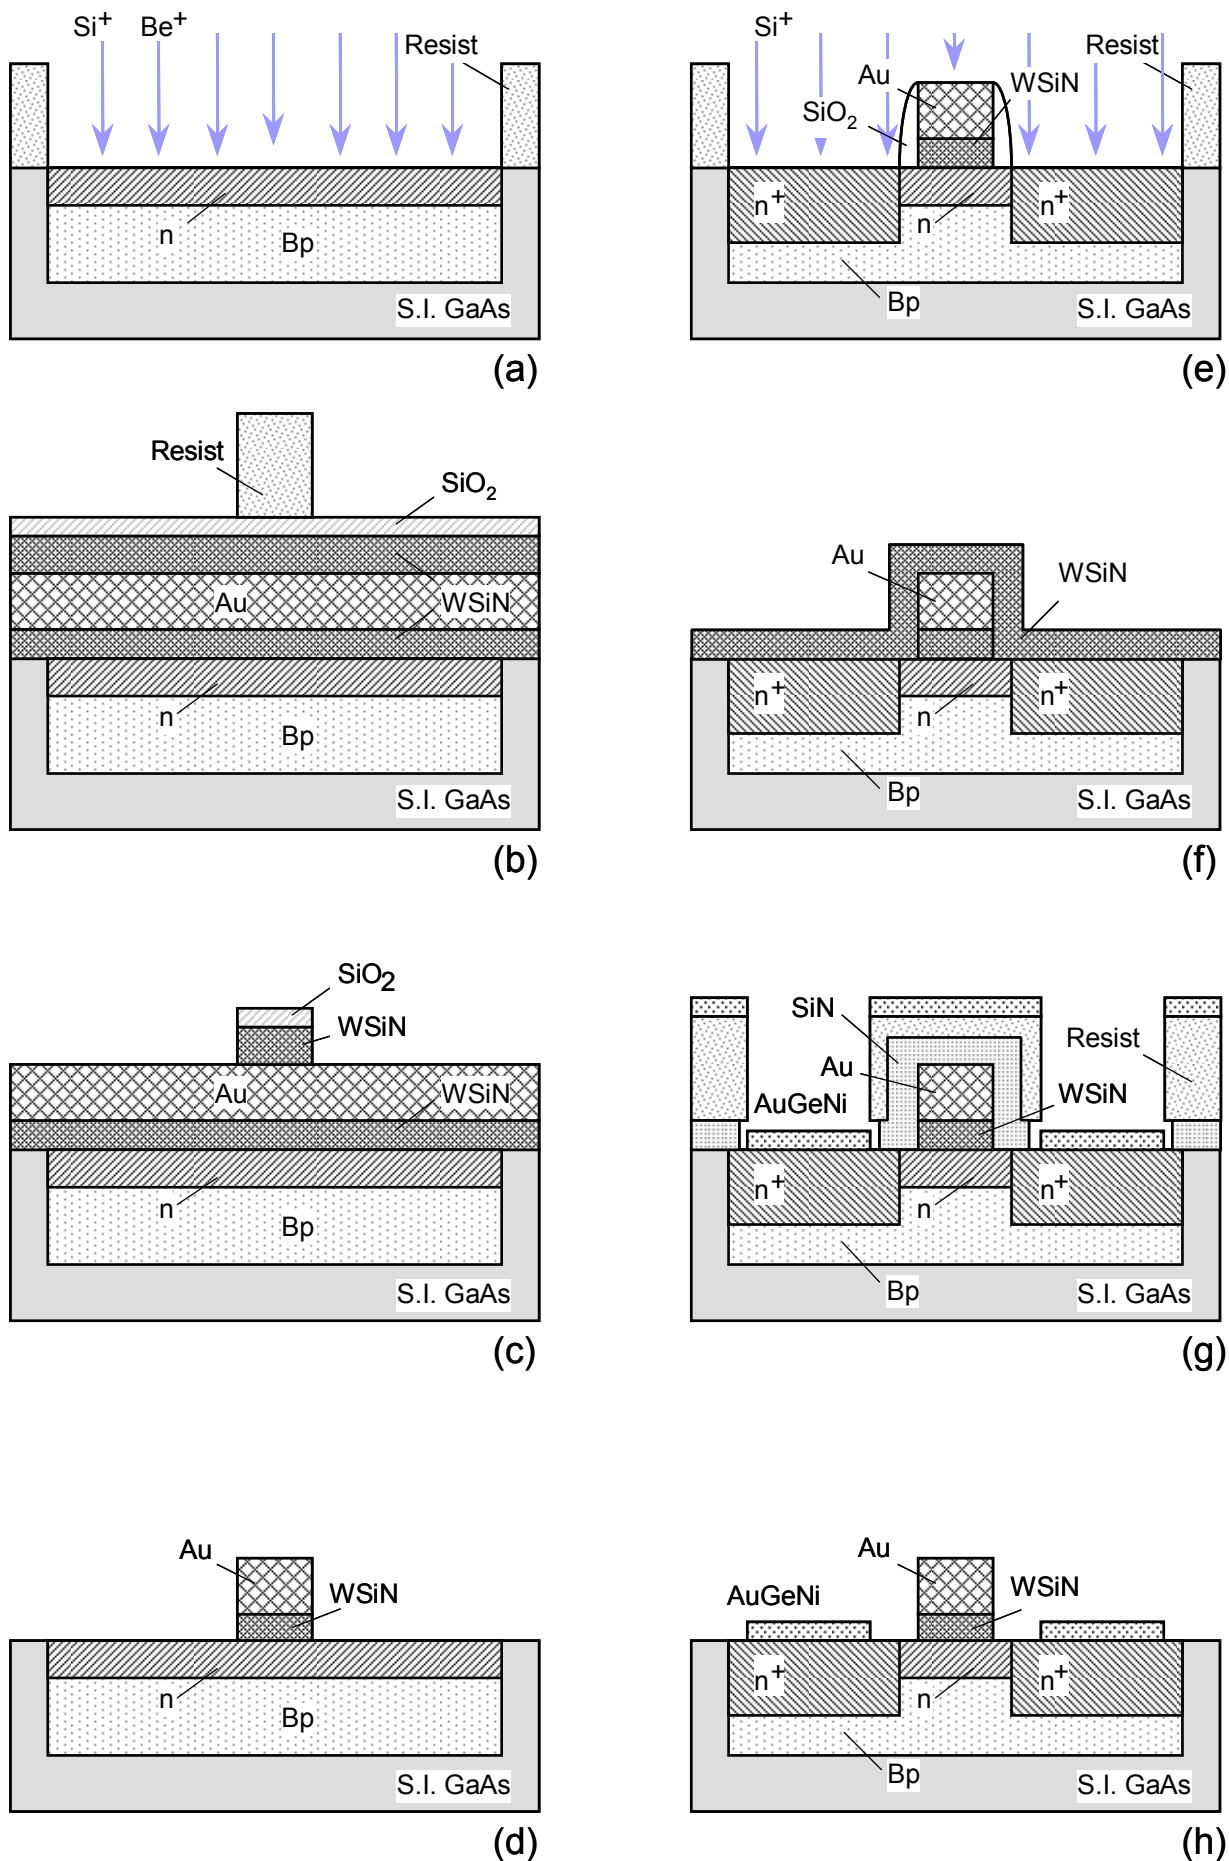 Si+ Be+
Resist
n
Bp
S.I. GaAs
(a)
Resist
SiO2
Au WSiN
n
Bp
S.I. GaAs
(b)
SiO2
WSiN
Au WSiN
n
Bp
S.I. GaAs
(c)
Au
WSiN
n
Bp
S.I. GaAs
(d)
Si+
Resist
Au
WSiN
SiO2
n+ n n+
Bp
S.I. GaAs
(e)
Au
WSiN
n+ n n+
Bp
S.I. GaAs
(f)
SiN
Resist
Au
WSiN
AuGeNi
n+ n n+
Bp
S.I. GaAs
(g)
Au
WSiN
AuGeNi
n+ n n+
Bp
S.I. GaAs
(h)